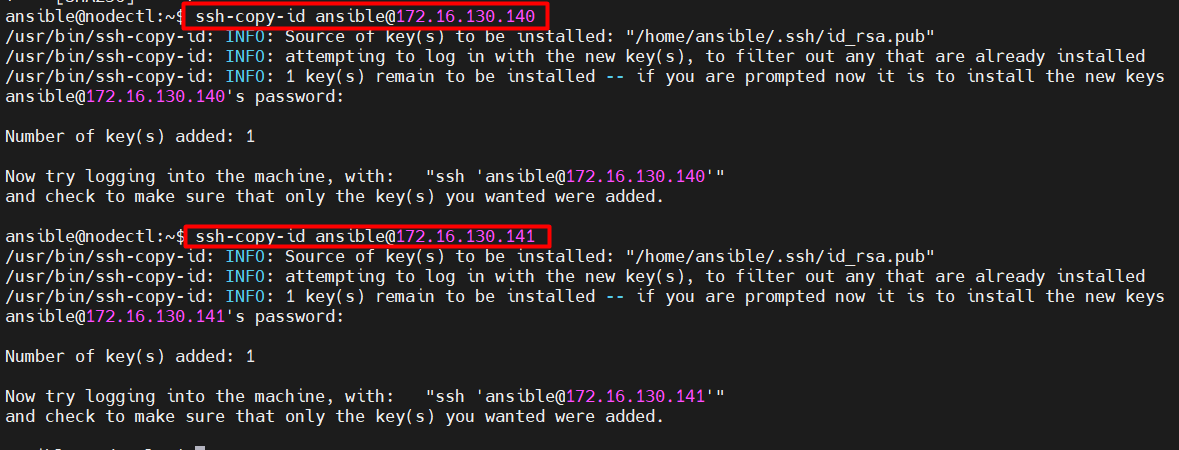 ansible@nodectl:~$ ssh-copy-id ansible@172.16.130.140
/usr/bin/ssh-copy-id: INFO: Source of key(s) to be installed: "/home/ansible/.ssh/id_rsa.pub"
/usr/bin/ssh-copy-id: INFO: attempting to log in with the new key(s), to filter out any that are already installed
/usr/bin/ssh-copy-id: INFO: 1 key(s) remain to be installed -- if you are prompted now it is to install the new keys
ansible@172.16.130.140's password:
Number of key(s) added: 1
Now try logging into the machine, with:   "ssh 'ansible@172.16.130.140'"
and check to make sure that only the key(s) you wanted were added.
ansible@nodectl:~$ ssh-copy-id ansible@172.16.130.141
/usr/bin/ssh-copy-id: INFO: Source of key(s) to be installed: "/home/ansible/.ssh/id_rsa.pub"
/usr/bin/ssh-copy-id: INFO: attempting to log in with the new key(s), to filter out any that are already installed
/usr/bin/ssh-copy-id: INFO: 1 key(s) remain to be installed -- if you are prompted now it is to install the new keys
ansible@172.16.130.141's password:
Number of key(s) added: 1
Now try logging into the machine, with:   "ssh 'ansible@172.16.130.141'"
and check to make sure that only the key(s) you wanted were added.